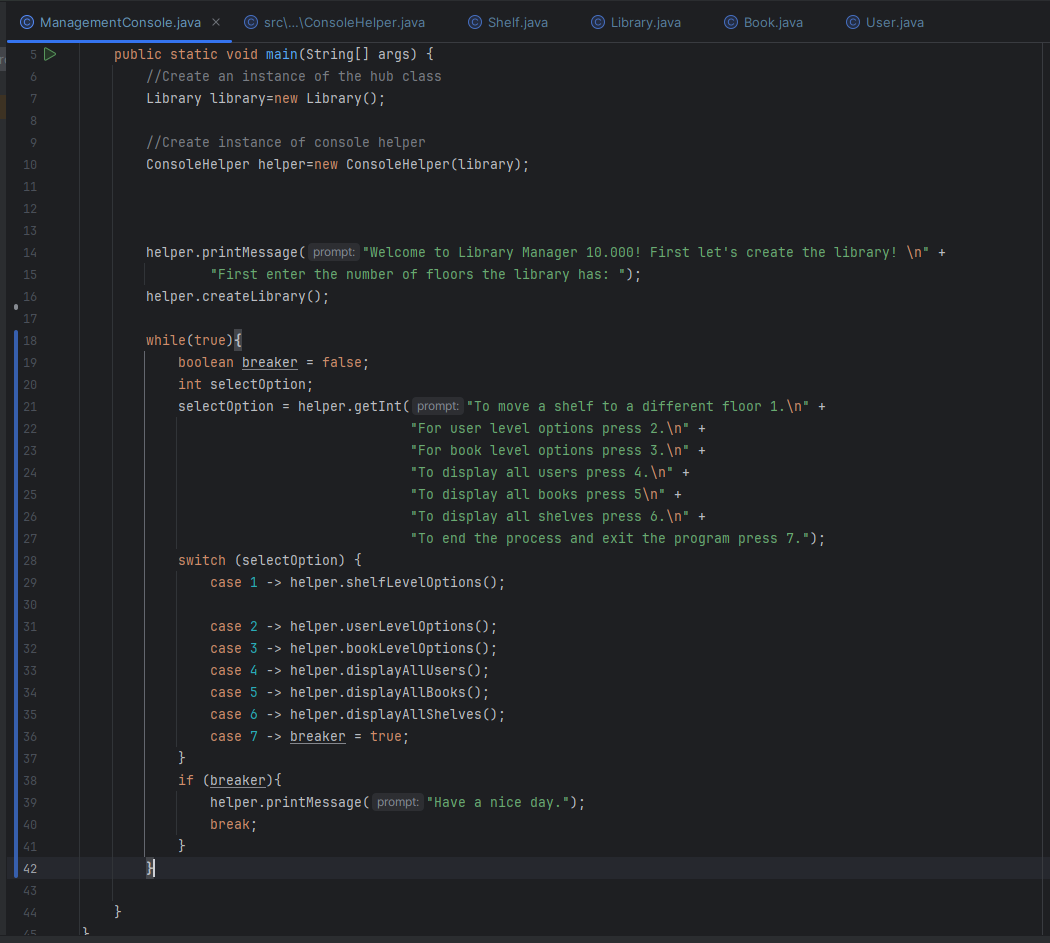 ManagementConsole.java src\...\ConsoleHelper.java Shelf.java Library.java Book.java User.java
5 public static void main(String[] args) {
6 //Create an instance of the hub class
7 Library library=new Library();
8
9 //Create instance of console helper
10 ConsoleHelper helper=new ConsoleHelper(library);
11
12
13
14 helper.printMessage( prompt: "Welcome to Library Manager 10.000! First let's create the library! \n" +
15 "First enter the number of floors the library has: ");
16 helper.createLibrary();
17
18 while(true){
19 boolean breaker = false;
20 int selectOption;
21 selectOption = helper.getInt( prompt: "To move a shelf to a different floor 1.\n" +
22 "For user level options press 2.\n" +
23 "For book level options press 3.\n" +
24 "To display all users press 4.\n" +
25 "To display all books press 5\n" +
26 "To display all shelves press 6.\n" +
27 "To end the process and exit the program press 7.");
28 switch (selectOption) {
29 case 1 -> helper.shelfLevelOptions();
30
31 case 2 -> helper.userLevelOptions();
32 case 3 -> helper.bookLevelOptions();
33 case 4 -> helper.displayAllUsers();
34 case 5 -> helper.displayAllBooks();
35 case 6 -> helper.displayAllShelves();
36 case 7 -> breaker = true;
37 }
38 if (breaker){
39 helper.printMessage( prompt: "Have a nice day.");
40 break;
41 }
42 }
43
44 }
45 }